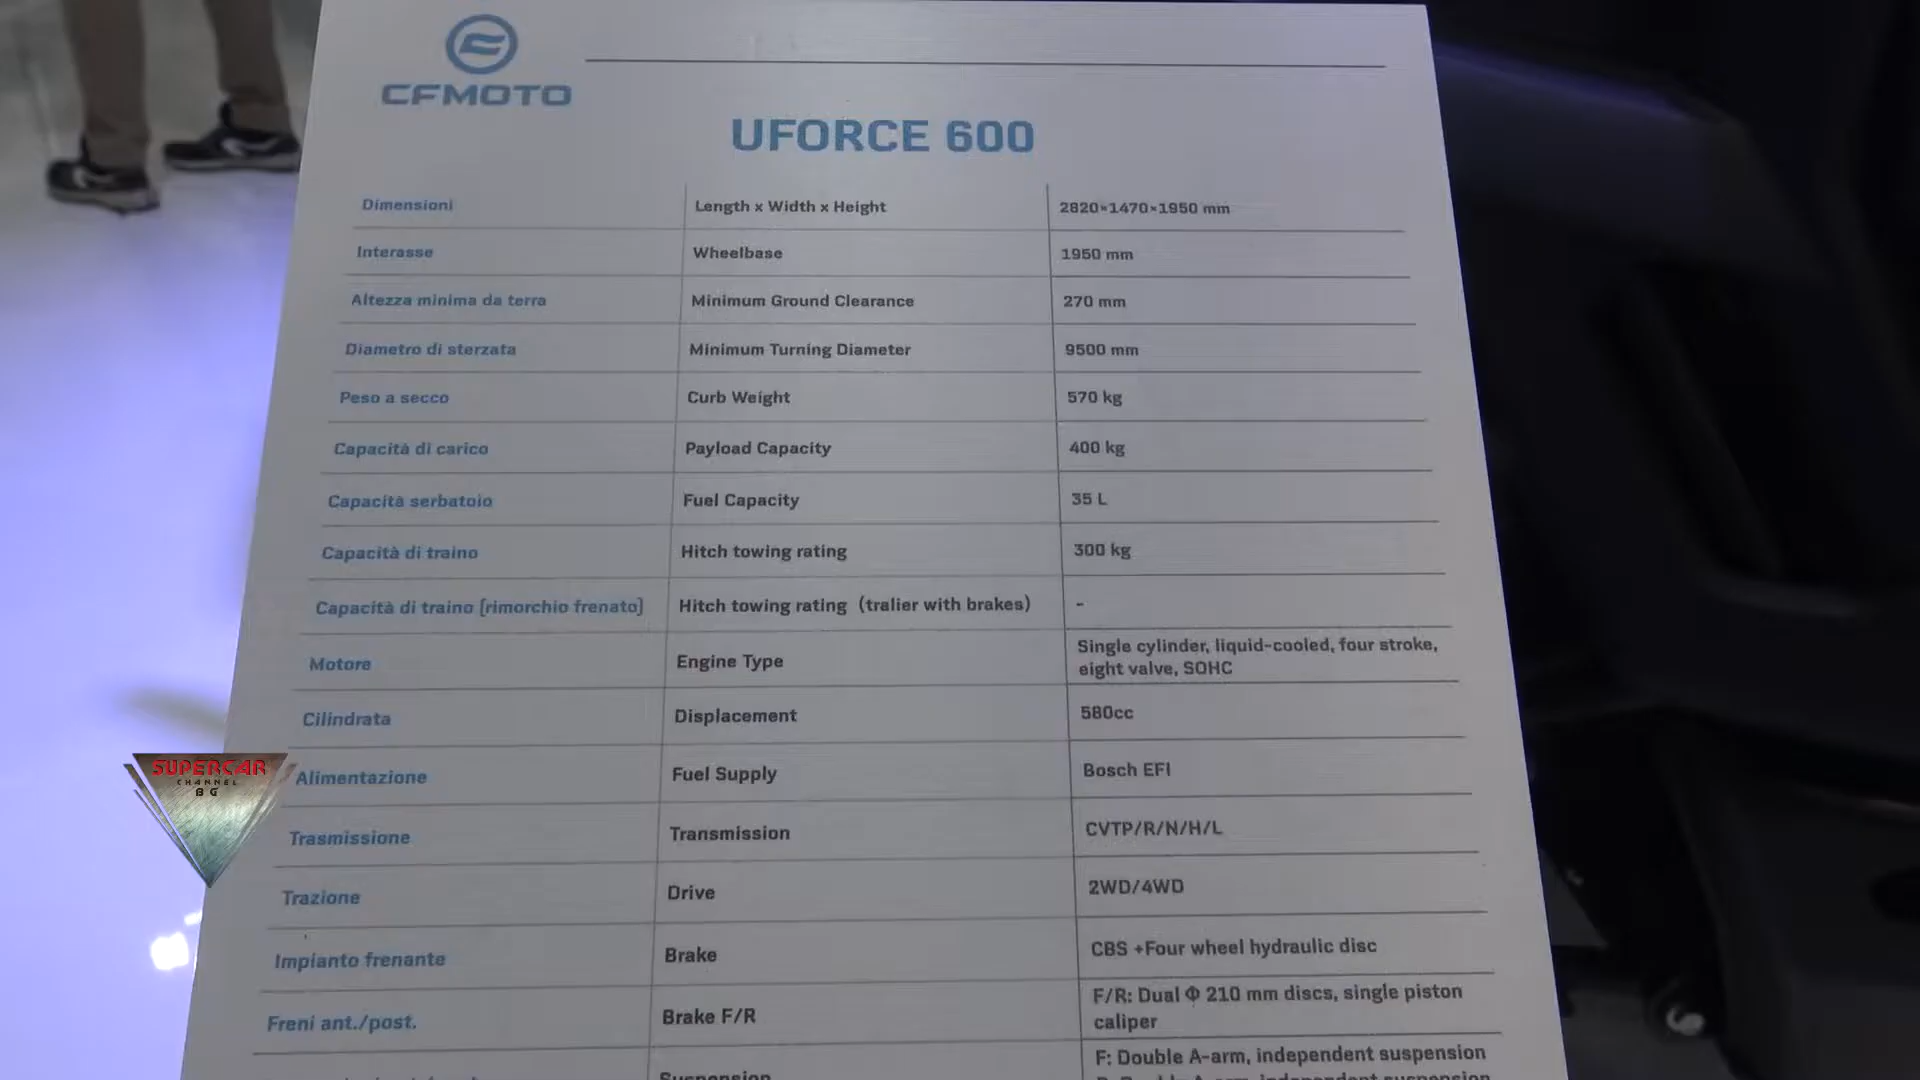 CFMOTO
UFORCE 600
Dimensioni Length x Width x Height 2820×1470×1950 mm
Interasse Wheelbase 1950 mm
Altezza minima da terra Minimum Ground Clearance 270 mm
Diametro di sterzata Minimum Turning Diameter 9500 mm
Peso a secco Curb Weight 570 kg
Capacità di carico Payload Capacity 400 kg
Capacità serbatoio Fuel Capacity 35 L
Capacità di traino Hitch towing rating 300 kg
Capacità di traino [rimorchio frenato] Hitch towing rating (tralier with brakes) -
Motore Engine Type Single cylinder, liquid-cooled, four stroke,
eight valve, SOHC
Cilindrata Displacement 580cc
Alimentazione Fuel Supply Bosch EFI
Trasmissione Transmission CVTP/R/N/H/L
Trazione Drive 2WD/4WD
Impianto frenante Brake CBS +Four wheel hydraulic disc
Freni ant./post. Brake F/R F/R: Dual Φ 210 mm discs, single piston
caliper
Suspension F: Double A-arm, independent suspension
SUPERCAR
CHANNEL
BG